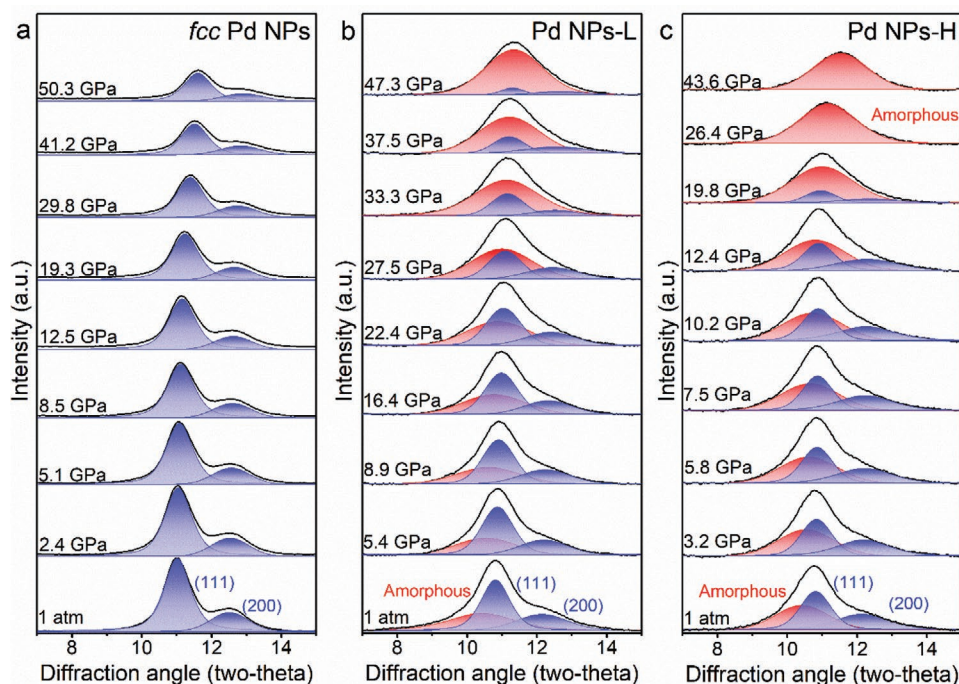 a
fcc Pd NPs
50.3 GPa
41.2 GPa
29.8 GPa
19.3 GPa
12.5 GPa
8.5 GPa
5.1 GPa
2.4 GPa
1 atm
(111)
(200)
Intensity (a.u.)
10
12
14
Diffraction angle (two-theta)
b
Pd NPs-L
47.3 GPa
37.5 GPa
33.3 GPa
27.5 GPa
22.4 GPa
16.4 GPa
8.9 GPa
5.4 GPa
Amorphous
(111)
(200)
1 atm
Intensity (a.u.)
8
10
12
14
Diffraction angle (two-theta)
c
Pd NPs-H
43.6 GPa
Amorphous
26.4 GPa
19.8 GPa
12.4 GPa
10.2 GPa
7.5 GPa
5.8 GPa
3.2 GPa
Amorphous
(111)
(200)
1 atm
Intensity (a.u.)
8
10
12
14
Diffraction angle (two-theta)